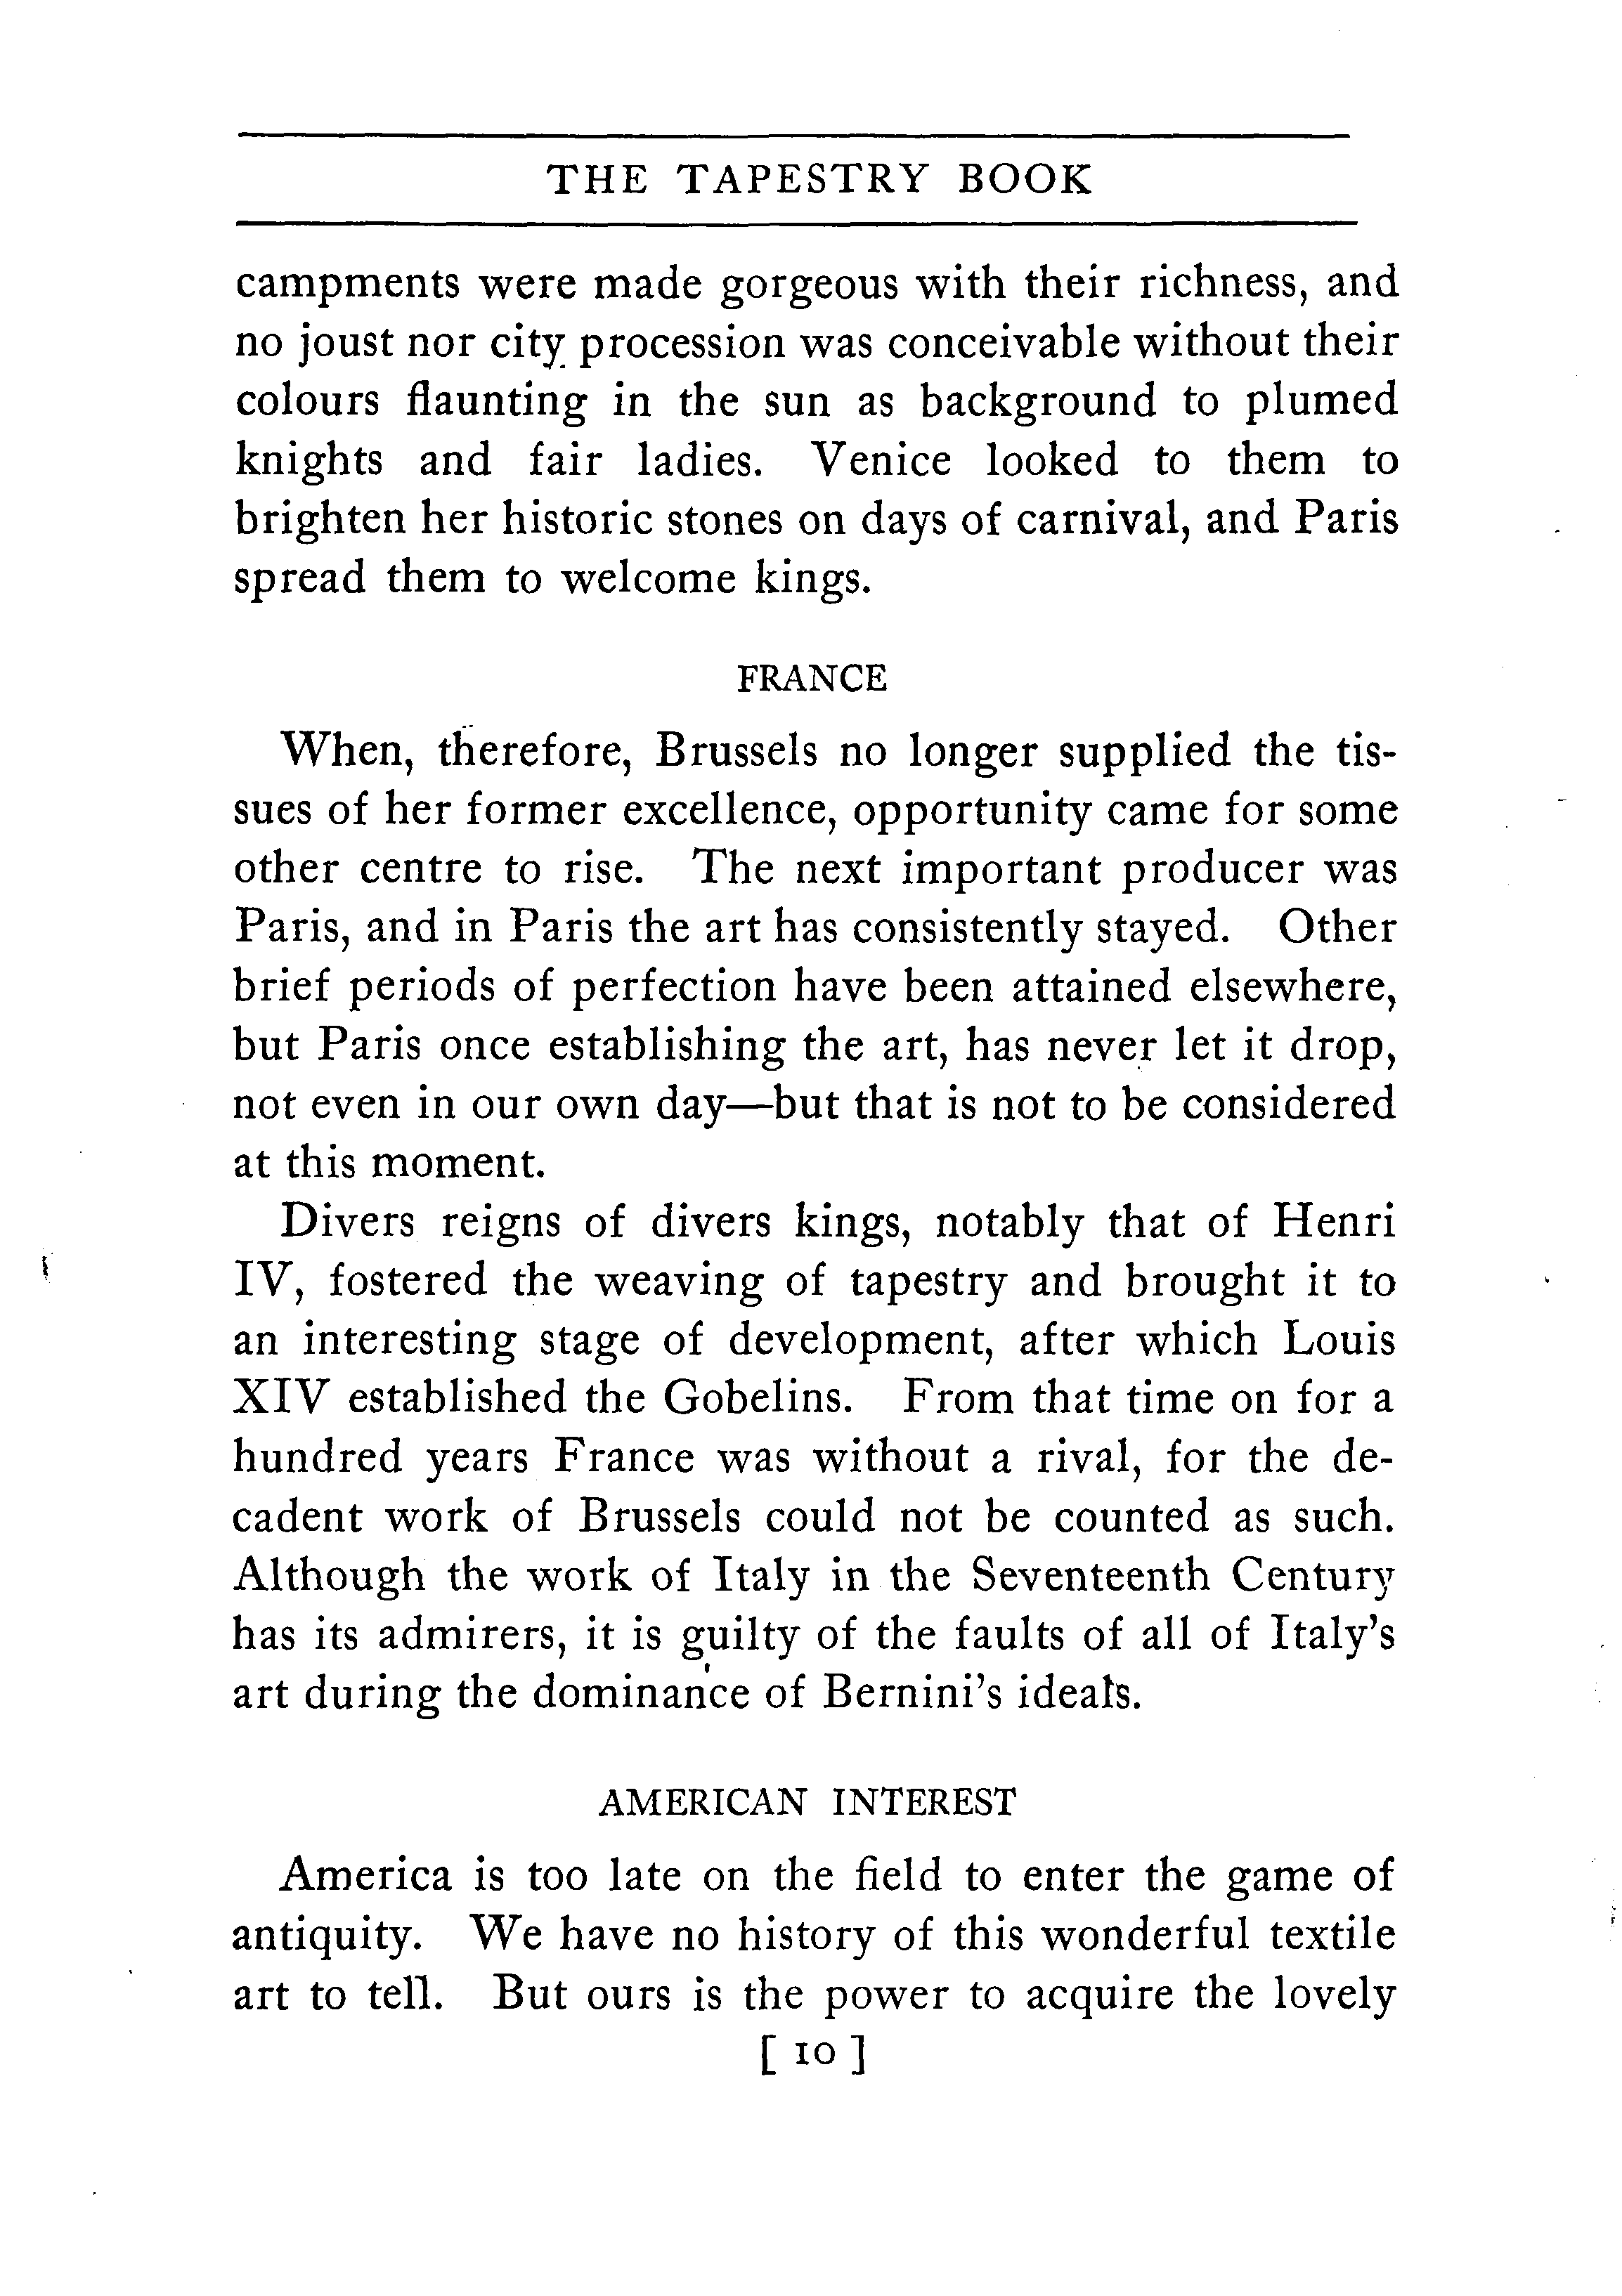 THE TAPESTRY BOOK
campments were made gorgeous with their richness, and
no joust nor city procession was conceivable without their
colours flaunting in the sun as background to plumed
knights and fair ladies. Venice looked to them to
brighten her historic stones on days of carnival, and Paris
spread them to welcome kings.
FRANCE
When, therefore, Brussels no longer supplied the tis-
sues of her former excellence, opportunity came for some
other centre to rise. The next important producer was
Paris, and in Paris the art has consistently stayed. Other
brief periods of perfection have been attained elsewhere,
but Paris once establishing the art, has never let it drop,
not even in our own day—but that is not to be considered
at this moment.
Divers reigns of divers kings, notably that of Henri
IV, fostered the weaving of tapestry and brought it to
an interesting stage of development, after which Louis
XIV established the Gobelins. From that time on for a
hundred years France was without a rival, for the de-
cadent work of Brussels could not be counted as such.
Although the work of Italy in the Seventeenth Century
has its admirers, it is guilty of the faults of all of Italy's
art during the dominance of Bernini's ideals.
AMERICAN INTEREST
America is too late on the field to enter the game of
antiquity. We have no history of this wonderful textile
art to tell. But ours is the power to acquire the lovely
[ 10 ]